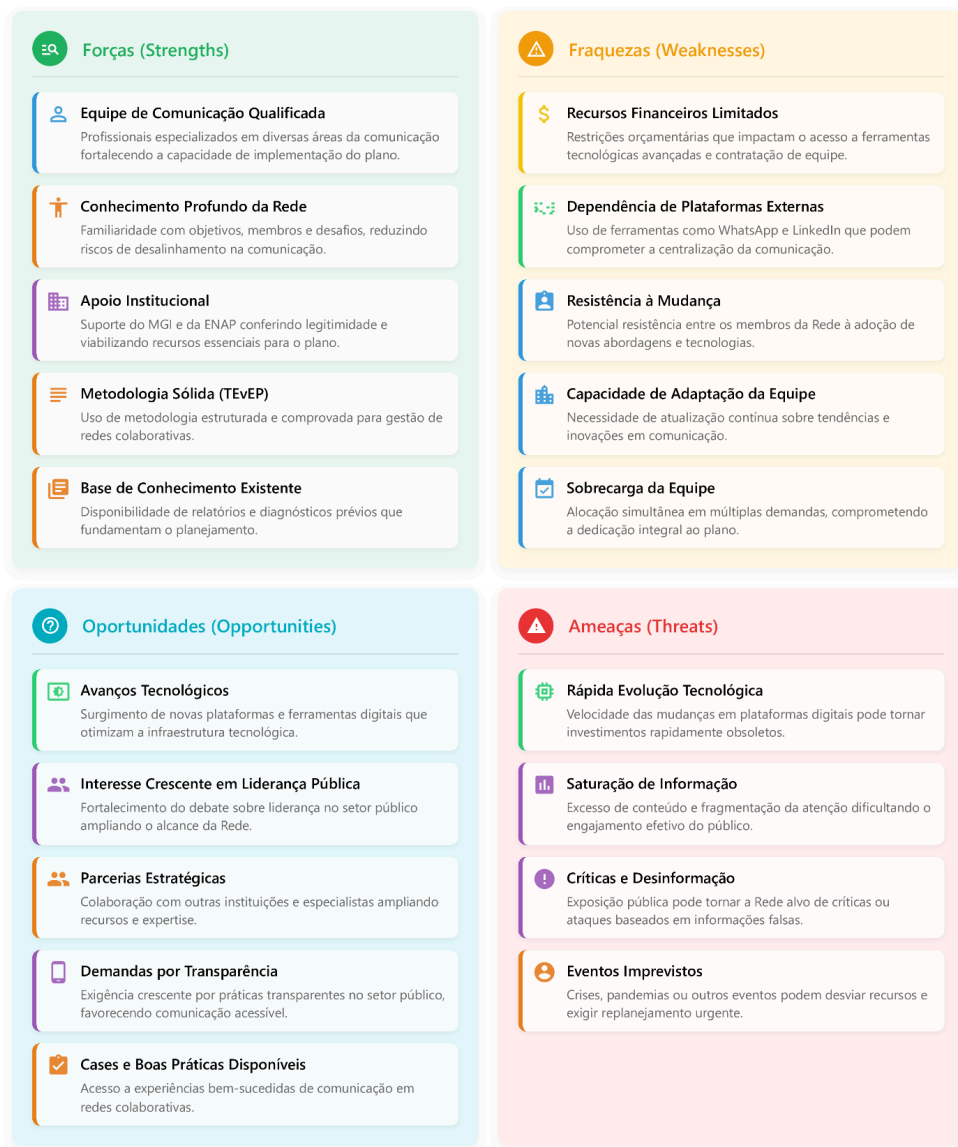 Forças (Strengths)
Equipe de Comunicação Qualificada
Profissionais especializados em diversas áreas da comunicação
fortalecendo a capacidade de implementação do plano.
Conhecimento Profundo da Rede
Familiaridade com objetivos, membros e desafios, reduzindo
riscos de desalinhamento na comunicação.
Apoio Institucional
Suporte do MGI e da ENAP conferindo legitimidade e
viabilizando recursos essenciais para o plano.
Metodologia Sólida (TEvEP)
Uso de metodologia estruturada e comprovada para gestão de
redes colaborativas.
Base de Conhecimento Existente
Disponibilidade de relatórios e diagnósticos prévios que
fundamentam o planejamento.
Fraquezas (Weaknesses)
Recursos Financeiros Limitados
Restrições orçamentárias que impactam o acesso a ferramentas
tecnológicas avançadas e contratação de equipe.
Dependência de Plataformas Externas
Uso de ferramentas como WhatsApp e LinkedIn que podem
comprometer a centralização da comunicação.
Resistência à Mudança
Potencial resistência entre os membros da Rede à adoção de
novas abordagens e tecnologias.
Capacidade de Adaptação da Equipe
Necessidade de atualização contínua sobre tendências e
inovações em comunicação.
Sobrecarga da Equipe
Alocação simultânea em múltiplas demandas, comprometendo
a dedicação integral ao plano.
Oportunidades (Opportunities)
Avanços Tecnológicos
Surgimento de novas plataformas e ferramentas digitais que
otimizam a infraestrutura tecnológica.
Interesse Crescente em Liderança Pública
Fortalecimento do debate sobre liderança no setor público
ampliando o alcance da Rede.
Parcerias Estratégicas
Colaboração com outras instituições e especialistas ampliando
recursos e expertise.
Demandas por Transparência
Exigência crescente por práticas transparentes no setor público,
favorecendo comunicação acessível.
Cases e Boas Práticas Disponíveis
Acesso a experiências bem-sucedidas de comunicação em
redes colaborativas.
Ameaças (Threats)
Rápida Evolução Tecnológica
Velocidade das mudanças em plataformas digitais pode tornar
investimentos rapidamente obsoletos.
Saturação de Informação
Excesso de conteúdo e fragmentação da atenção dificultando o
engajamento efetivo do público.
Críticas e Desinformação
Exposição pública pode tornar a Rede alvo de críticas ou
ataques baseados em informações falsas.
Eventos Imprevistos
Crises, pandemias ou outros eventos podem desviar recursos e
exigir replanejamento urgente.